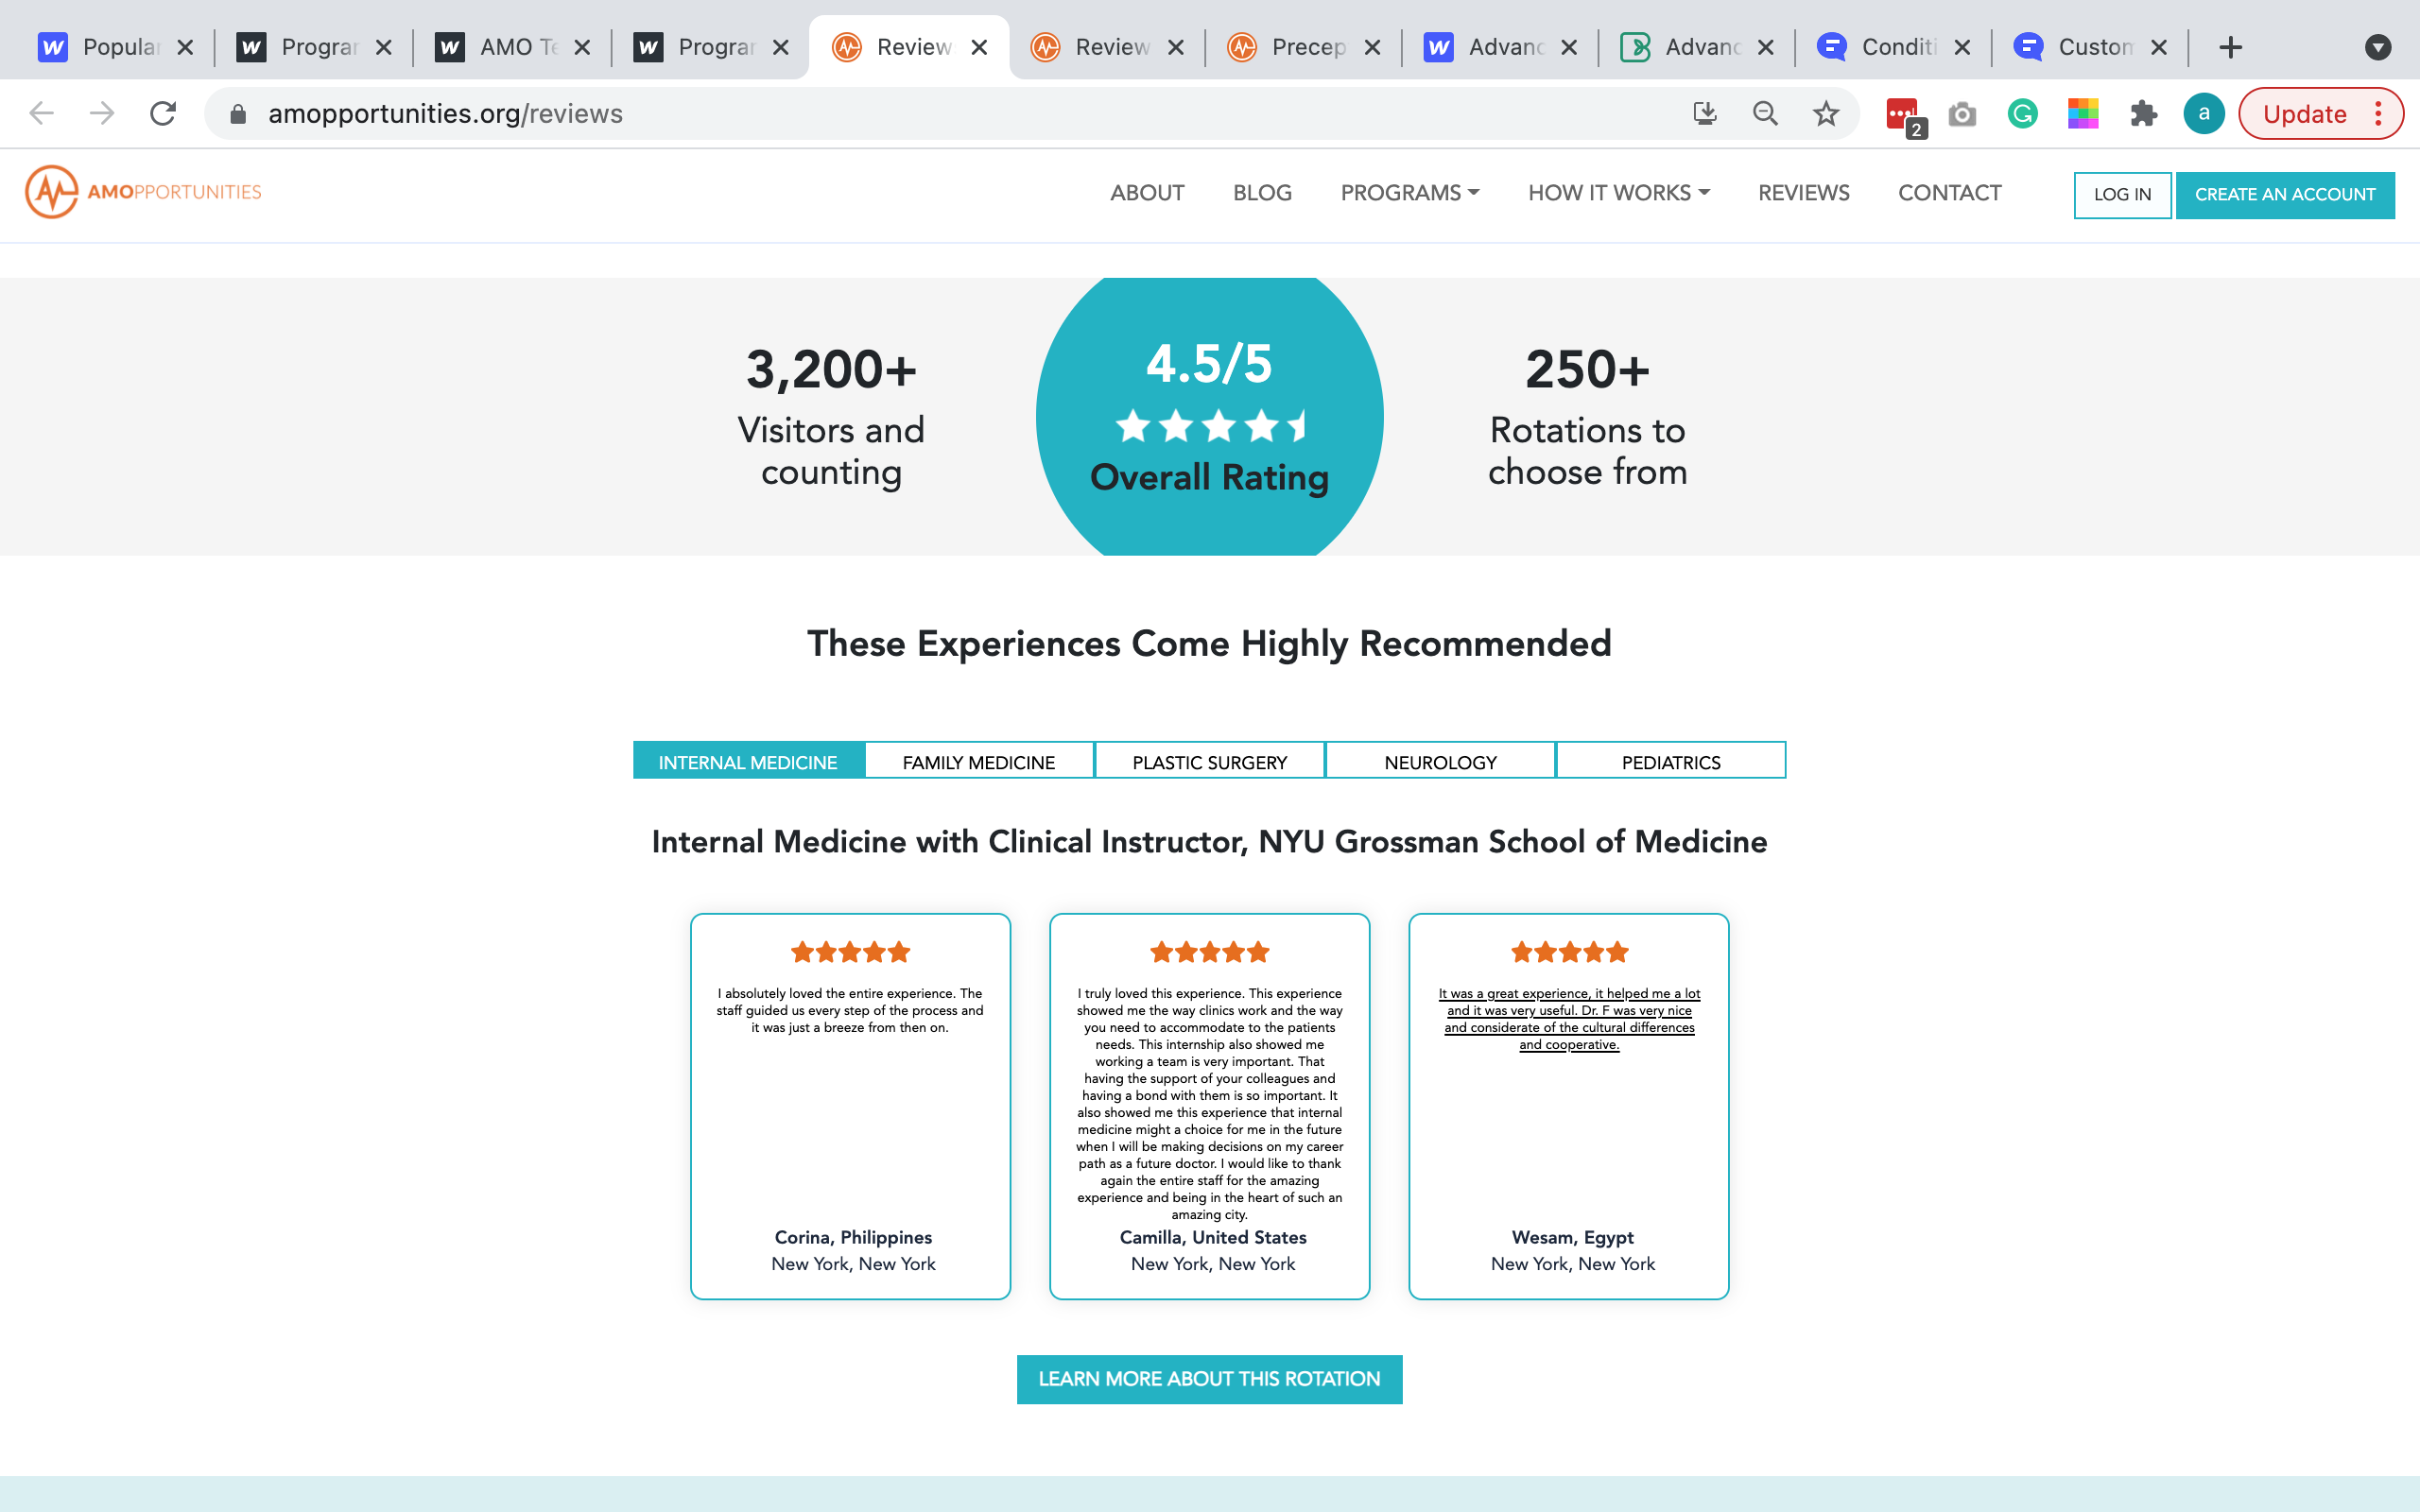 Popular
Program
AMO Te
Program
Review
Review
Precep
Advanc
Advanc
Conditi
Custom
amopportunities.org/reviews
2
a
Update
AMOPPORTUNITIES
ABOUT
BLOG
PROGRAMS
HOW IT WORKS
REVIEWS
CONTACT
LOG IN
CREATE AN ACCOUNT
3,200+
Visitors and
counting
4.5/5
Overall Rating
250+
Rotations to
choose from
These Experiences Come Highly Recommended
INTERNAL MEDICINE
FAMILY MEDICINE
PLASTIC SURGERY
NEUROLOGY
PEDIATRICS
Internal Medicine with Clinical Instructor, NYU Grossman School of Medicine
I absolutely loved the entire experience. The
staff guided us every step of the process and
it was just a breeze from then on.
Corina, Philippines
New York, New York
I truly loved this experience. This experience
showed me the way clinics work and the way
you need to accommodate to the patients
needs. This internship also showed me
working a team is very important. That
having the support of your colleagues and
having a bond with them is so important. It
also showed me this experience that internal
medicine might a choice for me in the future
when I will be making decisions on my career
path as a future doctor. I would like to thank
again the entire staff for the amazing
experience and being in the heart of such an
amazing city.
Camilla, United States
New York, New York
It was a great experience, it helped me a lot
and it was very useful. Dr. F was very nice
and considerate of the cultural differences
and cooperative.
Wesam, Egypt
New York, New York
LEARN MORE ABOUT THIS ROTATION